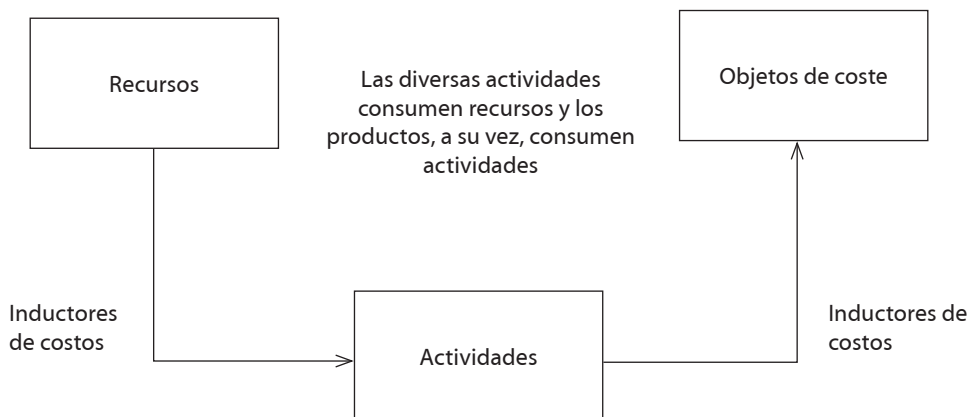 Recursos
Las diversas actividades
consumen recursos y los
productos, a su vez, consumen
actividades
Objetos de coste
Inductores
de costos
Actividades
Inductores de
costos